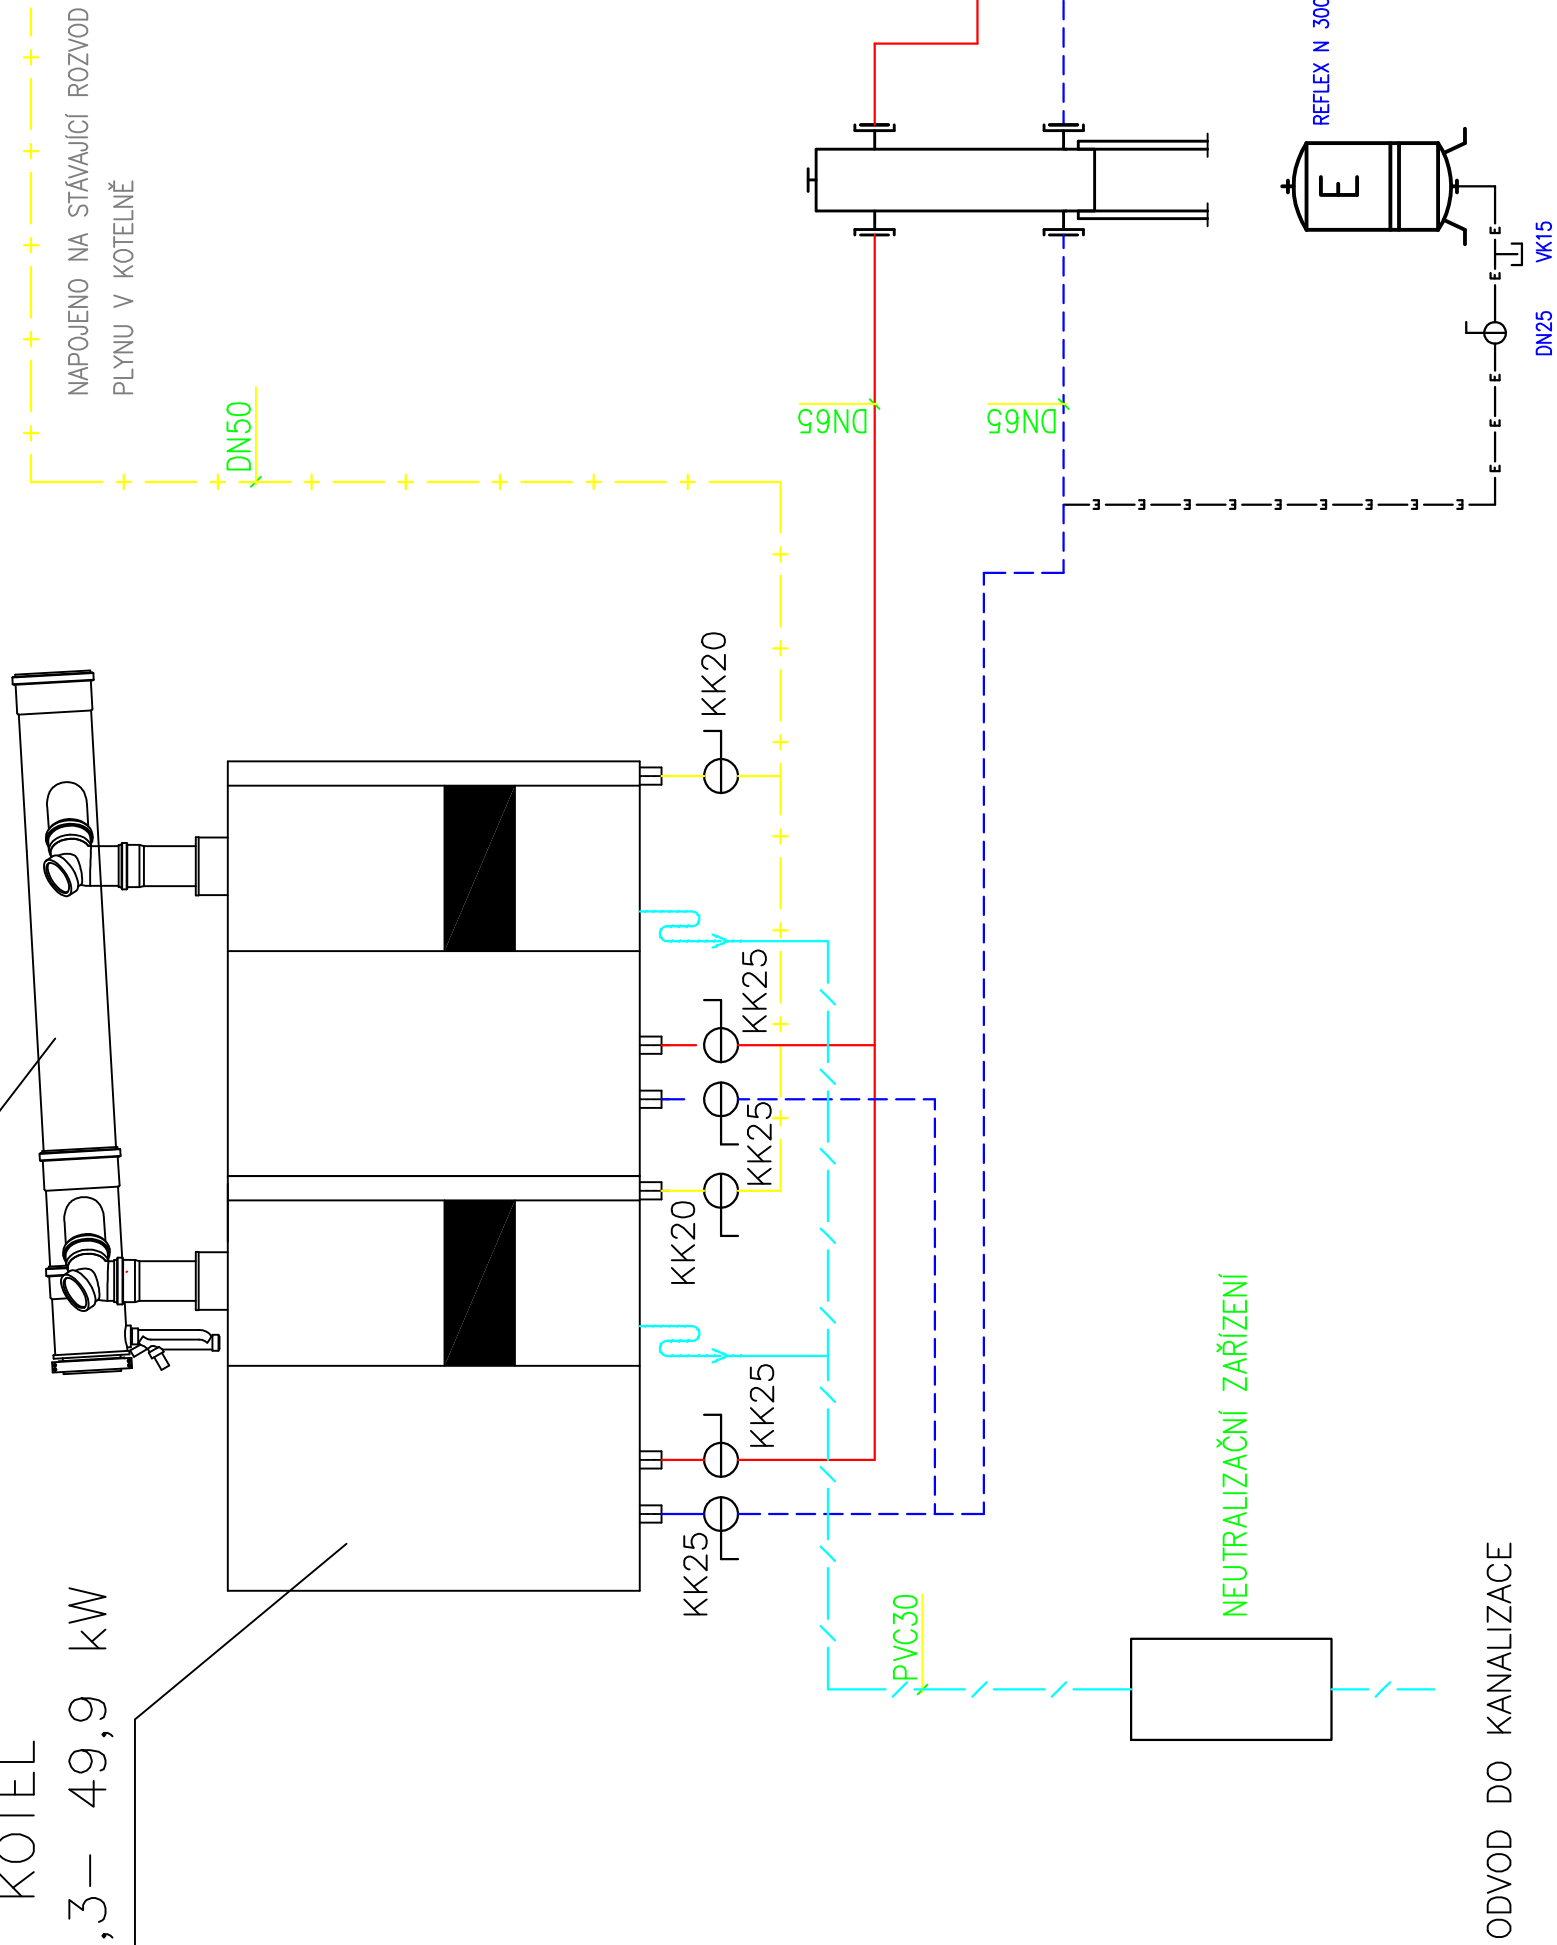 NAPOJENO NA STÁVAJÍCÍ ROZVOD
PLYNU V KOTELNĚ
DN50
KOTEL
,3– 49,9 kW
KK20
KK25
KK25
KK20
KK25
KK25
DN65
DN65
PVC30
NEUTRALIZAČNÍ ZAŘÍZENÍ
ODVOD DO KANALIZACE
REFLEX N 300
E
DN25
VK15